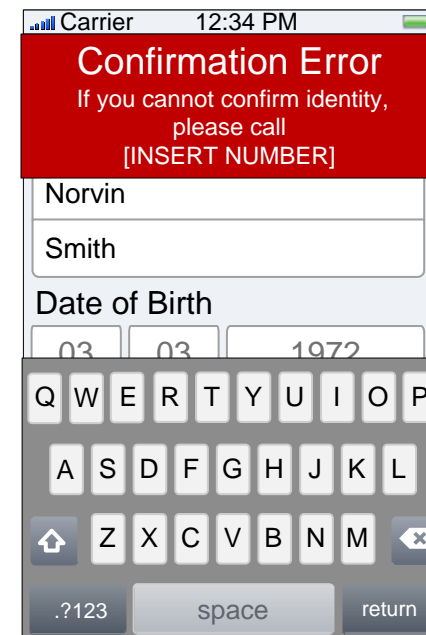 Carrier 12:34 PM
Confirmation Error
If you cannot confirm identity,
please call
[INSERT NUMBER]
Norvin
Smith
Date of Birth
03 03 1972
Q W E R T Y U I O P
A S D F G H J K L
Z X C V B N M
.?123 space return